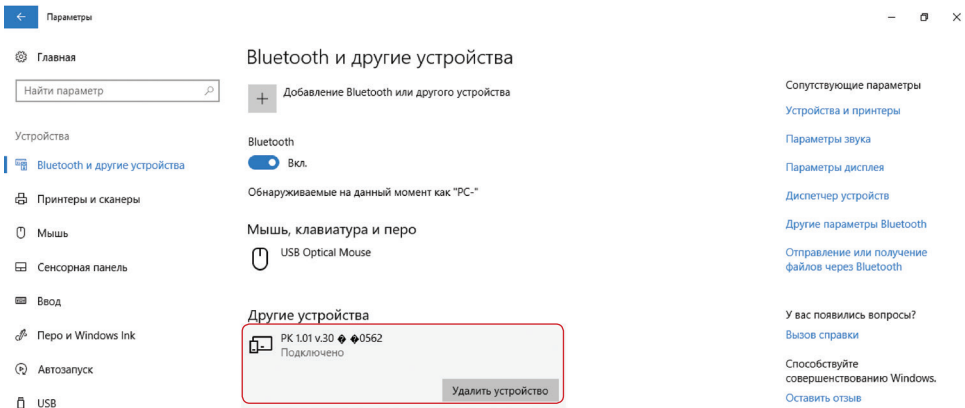 Параметры
Главная
Найти параметр
Устройства
Bluetooth и другие устройства
Принтеры и сканеры
Мышь
Сенсорная панель
Ввод
Перо и Windows Ink
Автозапуск
USB
Bluetooth и другие устройства
Добавление Bluetooth или другого устройства
Bluetooth
Вкл.
Обнаруживаемые на данный момент как "PC-"
Мышь, клавиатура и перо
USB Optical Mouse
Другие устройства
РК 1.01 v.30 � �0562
Подключено
Удалить устройство
Сопутствующие параметры
Устройства и принтеры
Параметры звука
Параметры дисплея
Диспетчер устройств
Другие параметры Bluetooth
Отправление или получение
файлов через Bluetooth
У вас появились вопросы?
Вызов справки
Способствуйте
совершенствованию Windows.
Оставить отзыв